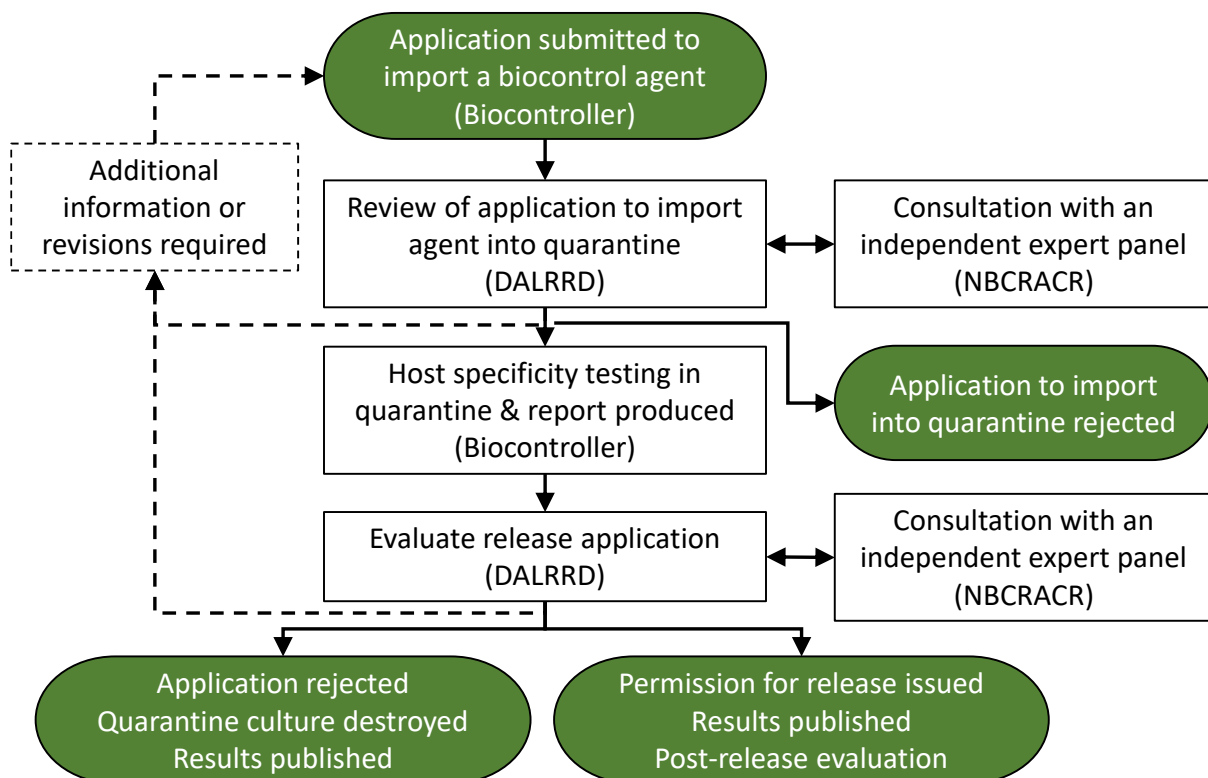 Application submitted to
import a biocontrol agent
(Biocontroller)
Additional
information or
revisions required
Review of application to import
agent into quarantine
(DALRRD)
Consultation with an
independent expert panel
(NBCRACR)
Host specificity testing in
quarantine & report produced
(Biocontroller)
Application to import
into quarantine rejected
Evaluate release application
(DALRRD)
Consultation with an
independent expert panel
(NBCRACR)
Application rejected
Quarantine culture destroyed
Results published
Permission for release issued
Results published
Post-release evaluation